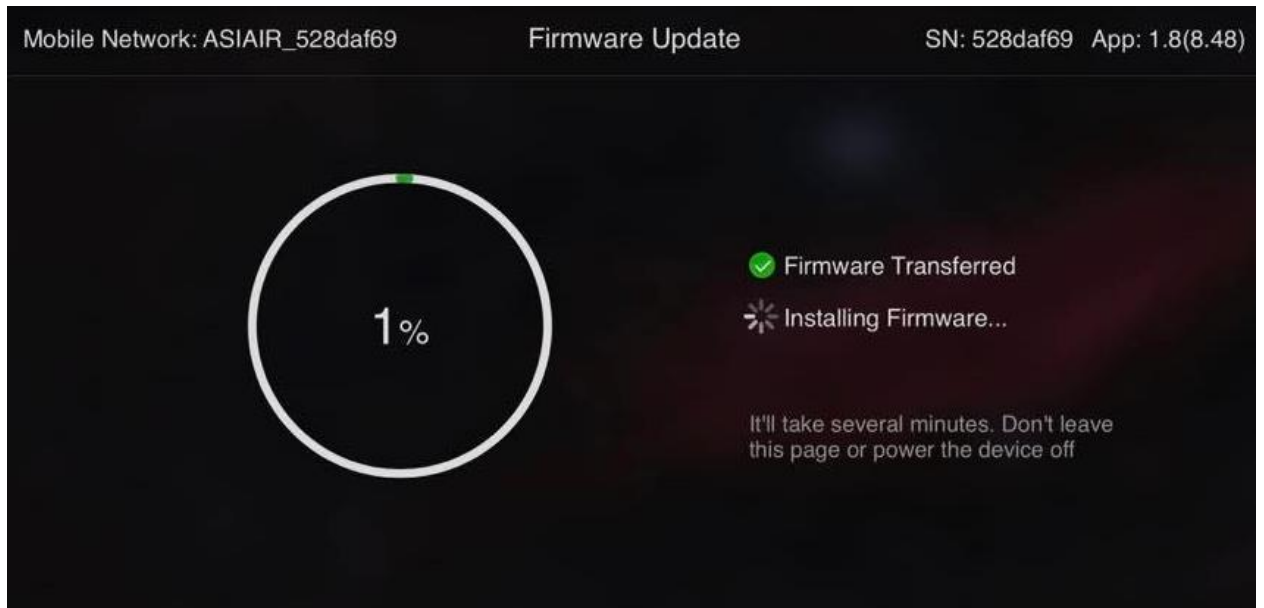 Mobile Network: ASIAIR_528daf69 Firmware Update SN: 528daf69 App: 1.8(8.48)
1%
Firmware Transferred
Installing Firmware...
It'll take several minutes. Don't leave
this page or power the device off